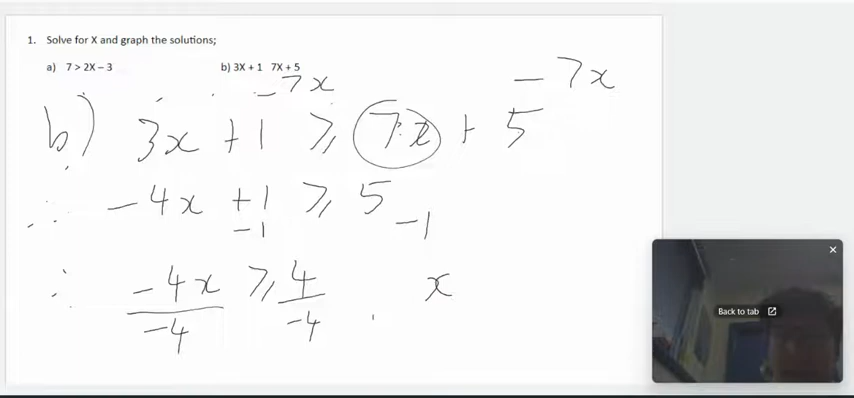 1. Solve for X and graph the solutions;
a) 7 > 2X – 3 b) 3X + 1 7X + 5
-7x -7x
b) 3x + 1 ⩾ 7x + 5
∴ -4x + 1 ⩾ 5
-1 -1
∴ -4x/-4 ⩾ 4/-4 x
Back to tab